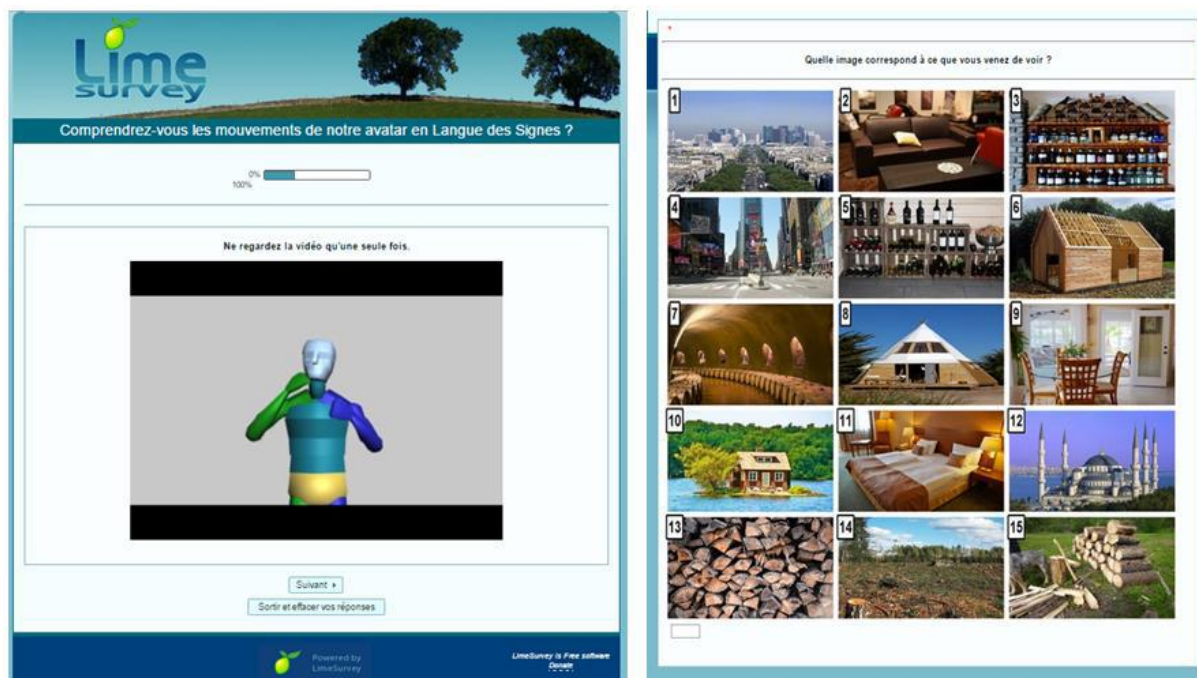 Lime
survey
Comprendrez-vous les mouvements de notre avatar en Langue des Signes ?
0%
100%
Ne regardez la vidéo qu'une seule fois.
Suivant
Sortir et effacer vos réponses
Powered by
LimeSurvey
LimeSurvey is Free software
Donate
*
Quelle image correspond à ce que vous venez de voir ?
1
2
3
4
5
6
7
8
9
10
11
12
13
14
15